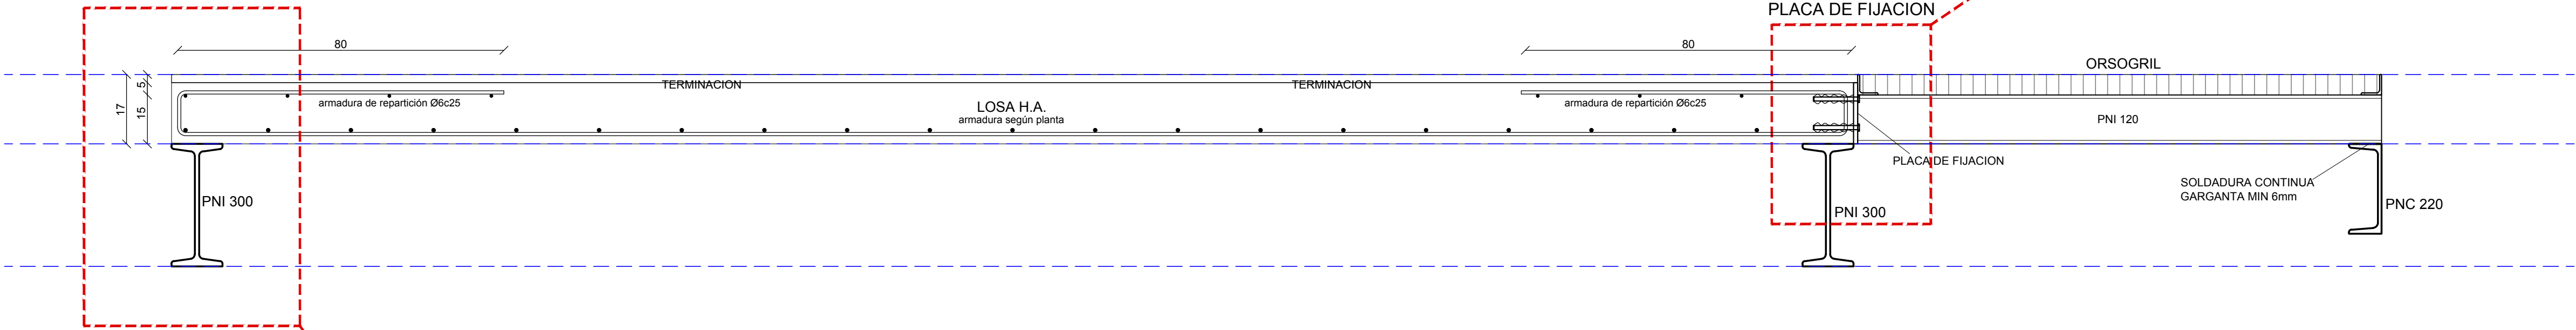 PLACA DE FIJACION
80
80
ORSOGRIL
5
TERMINACION
TERMINACION
17
15
armadura de repartición Ø6c25
LOSA H.A.
armadura según planta
armadura de repartición Ø6c25
PNI 120
PLACA DE FIJACION
SOLDADURA CONTINUA
GARGANTA MIN 6mm
PNI 300
PNI 300
PNC 220